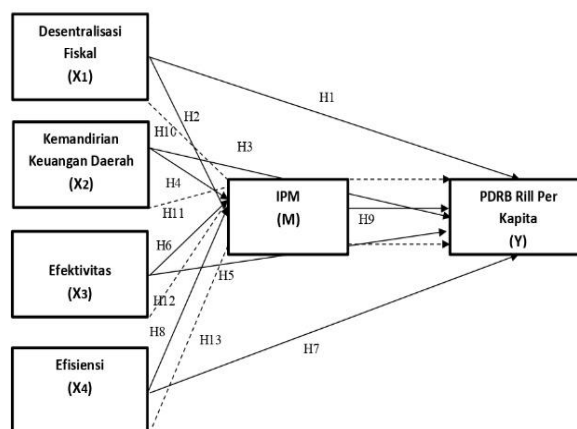 Desentralisasi
Fiskal
(X1)
H1
H2
H10
H3
Kemandirian
Keuangan Daerah
(X2)
H4
H11
IPM
(M)
H9
PDRB Rill Per
Kapita
(Y)
H6
Efektivitas
(X3)
H5
H12
H8
H13
H7
Efisiensi
(X4)